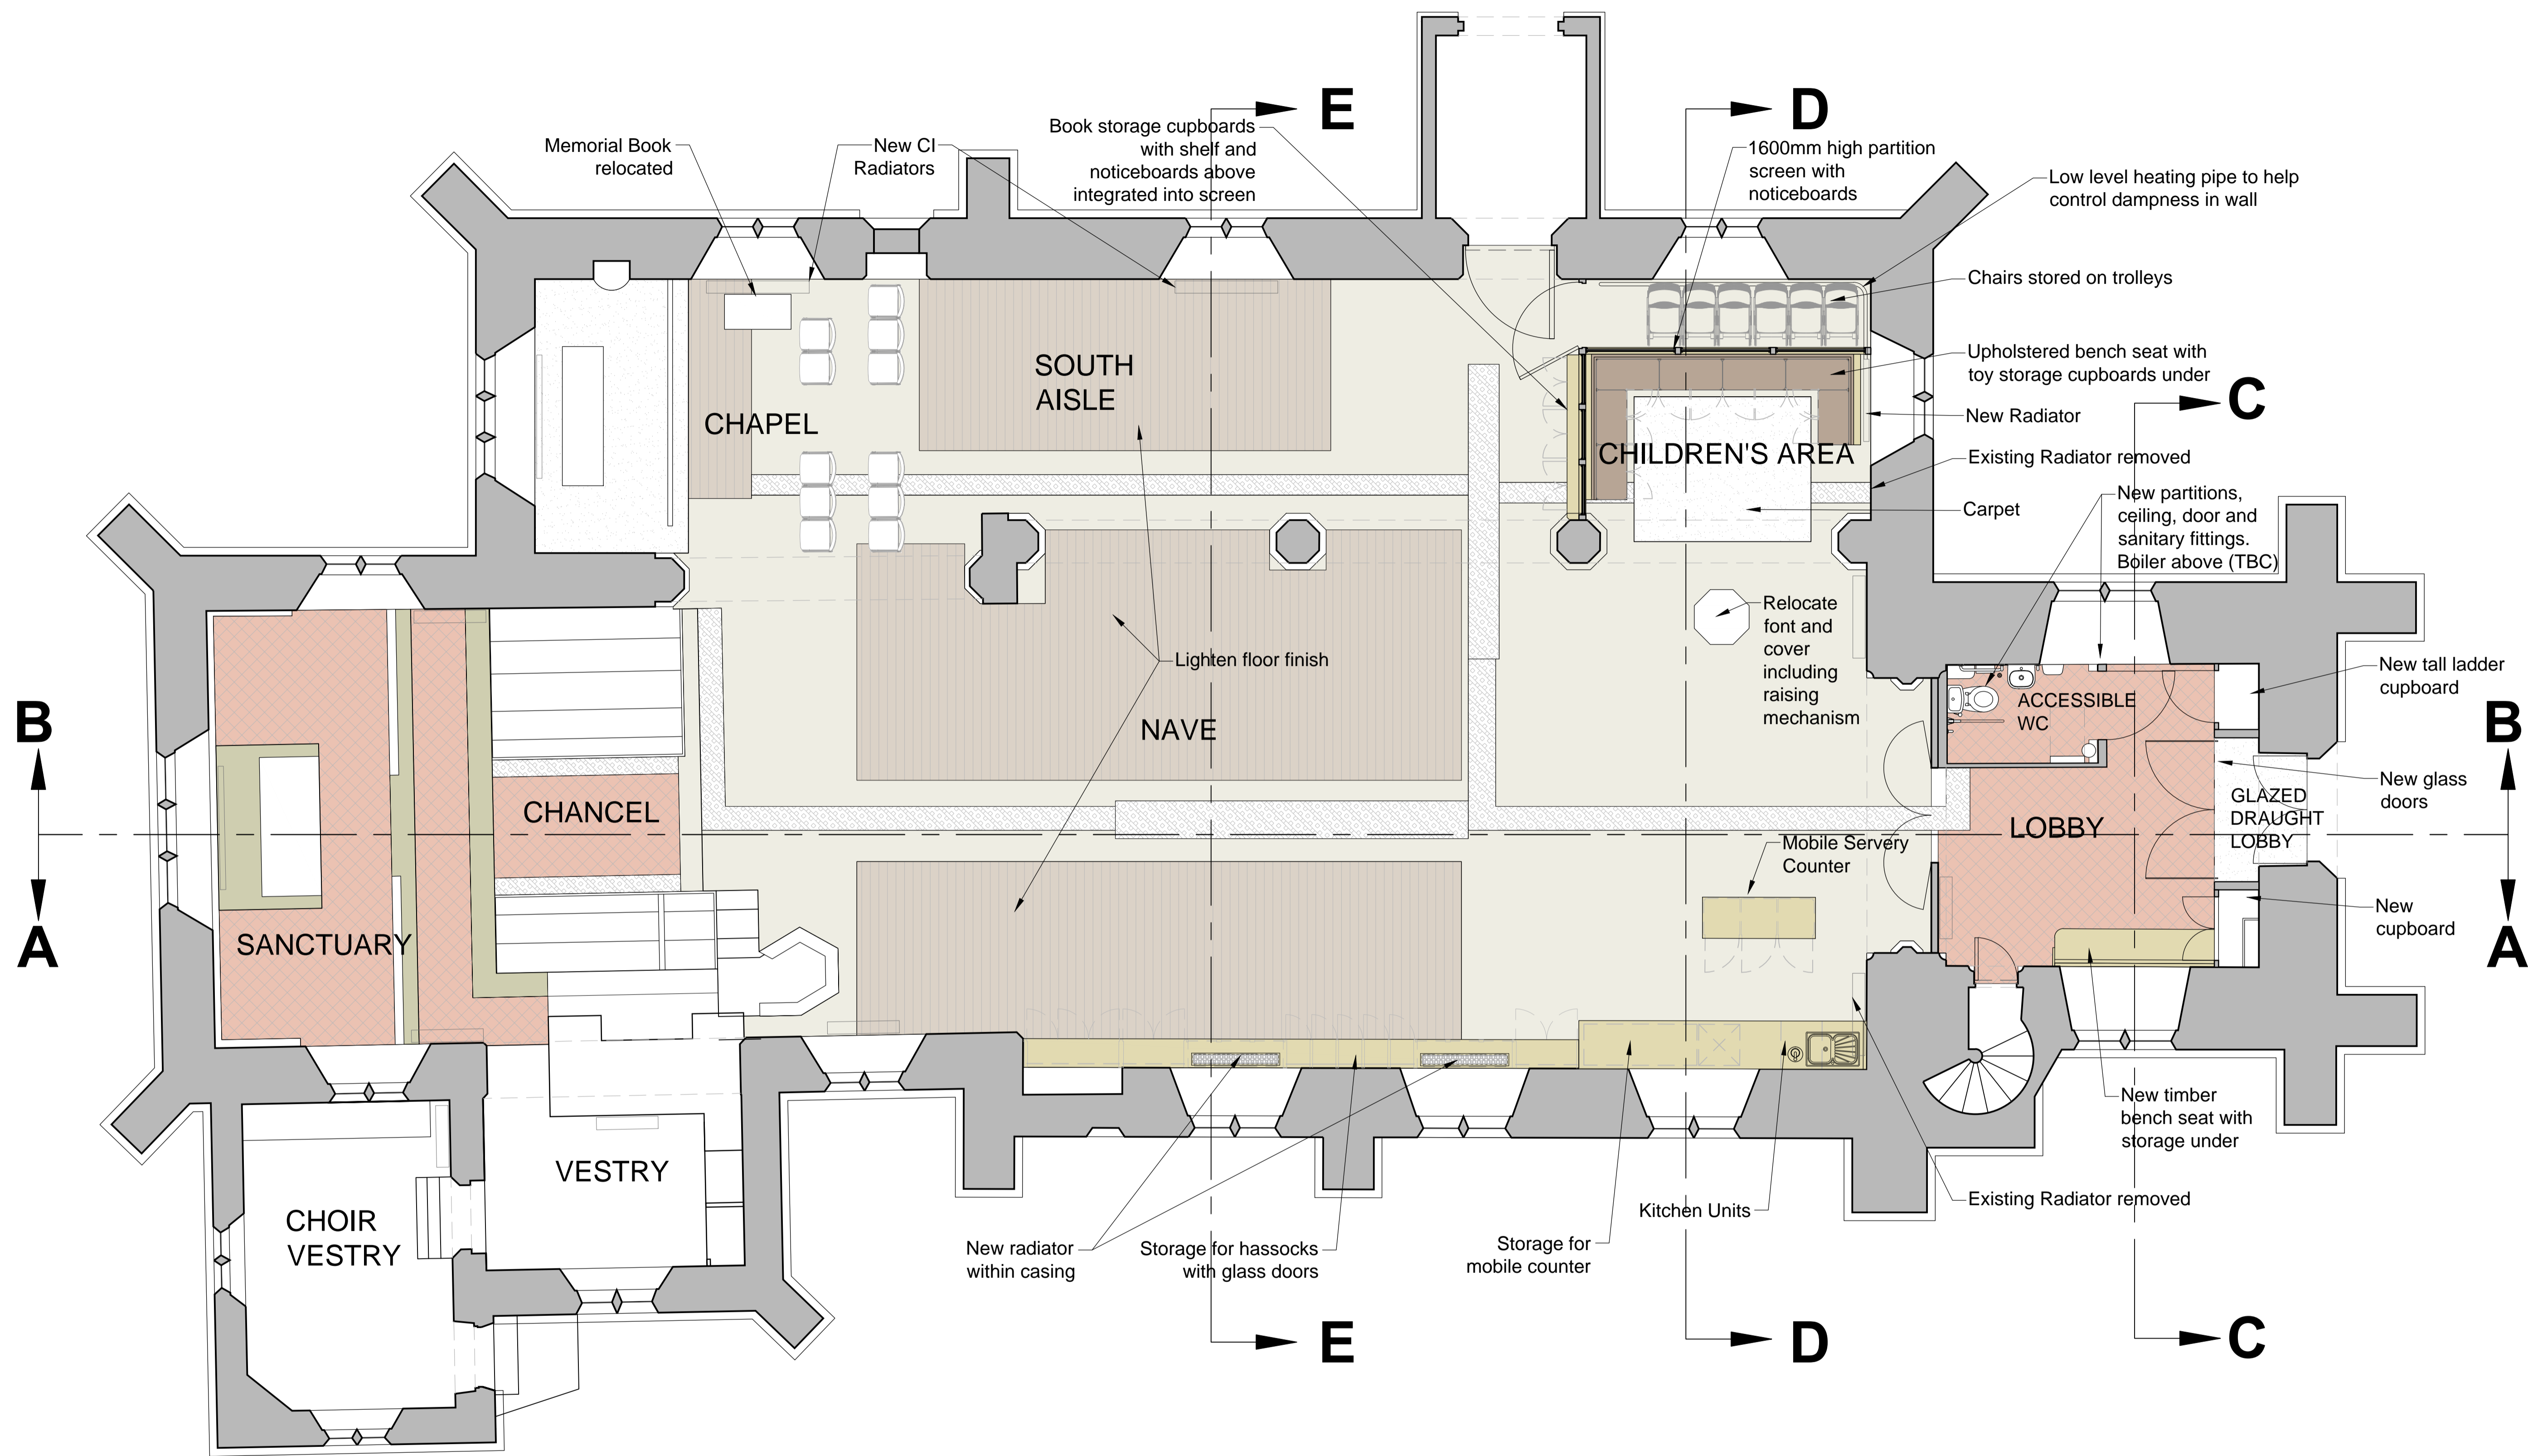 E
D
Book storage cupboards
with shelf and
noticeboards above
integrated into screen
Memorial Book
relocated
New CI
Radiators
1600mm high partition
screen with
noticeboards
Low level heating pipe to help
control dampness in wall
Chairs stored on trolleys
Upholstered bench seat with
toy storage cupboards under
C
New Radiator
SOUTH
AISLE
CHAPEL
CHILDREN'S AREA
Existing Radiator removed
Carpet
New partitions,
ceiling, door and
sanitary fittings.
Boiler above (TBC)
Relocate
font and
cover
including
raising
mechanism
Lighten floor finish
New tall ladder
cupboard
ACCESSIBLE
WC
B
NAVE
B
New glass
doors
GLAZED
DRAUGHT
LOBBY
CHANCEL
LOBBY
Mobile Servery
Counter
New
cupboard
SANCTUARY
A
A
New timber
bench seat with
storage under
VESTRY
Existing Radiator removed
CHOIR
VESTRY
Kitchen Units
New radiator
within casing
Storage for hassocks
with glass doors
Storage for
mobile counter
E
D
C